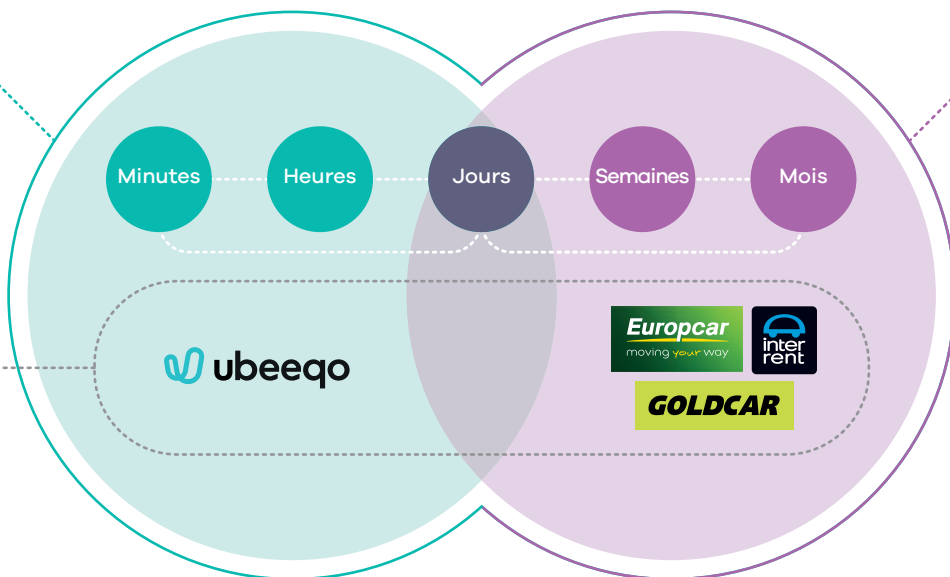 Minutes
Heures
Jours
Semaines
Mois
ubeeqo
Europcar
moving your way
inter
rent
GOLDCAR